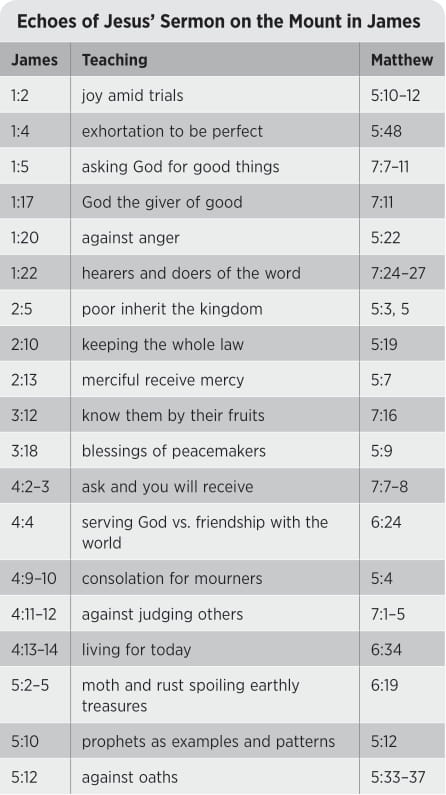 Echoes of Jesus’ Sermon on the Mount in James
James Teaching Matthew
1:2 joy amid trials 5:10–12
1:4 exhortation to be perfect 5:48
1:5 asking God for good things 7:7–11
1:17 God the giver of good 7:11
1:20 against anger 5:22
1:22 hearers and doers of the word 7:24–27
2:5 poor inherit the kingdom 5:3, 5
2:10 keeping the whole law 5:19
2:13 merciful receive mercy 5:7
3:12 know them by their fruits 7:16
3:18 blessings of peacemakers 5:9
4:2–3 ask and you will receive 7:7–8
4:4 serving God vs. friendship with the 6:24
world
4:9–10 consolation for mourners 5:4
4:11–12 against judging others 7:1–5
4:13–14 living for today 6:34
5:2–5 moth and rust spoiling earthly 6:19
treasures
5:10 prophets as examples and patterns 5:12
5:12 against oaths 5:33–37